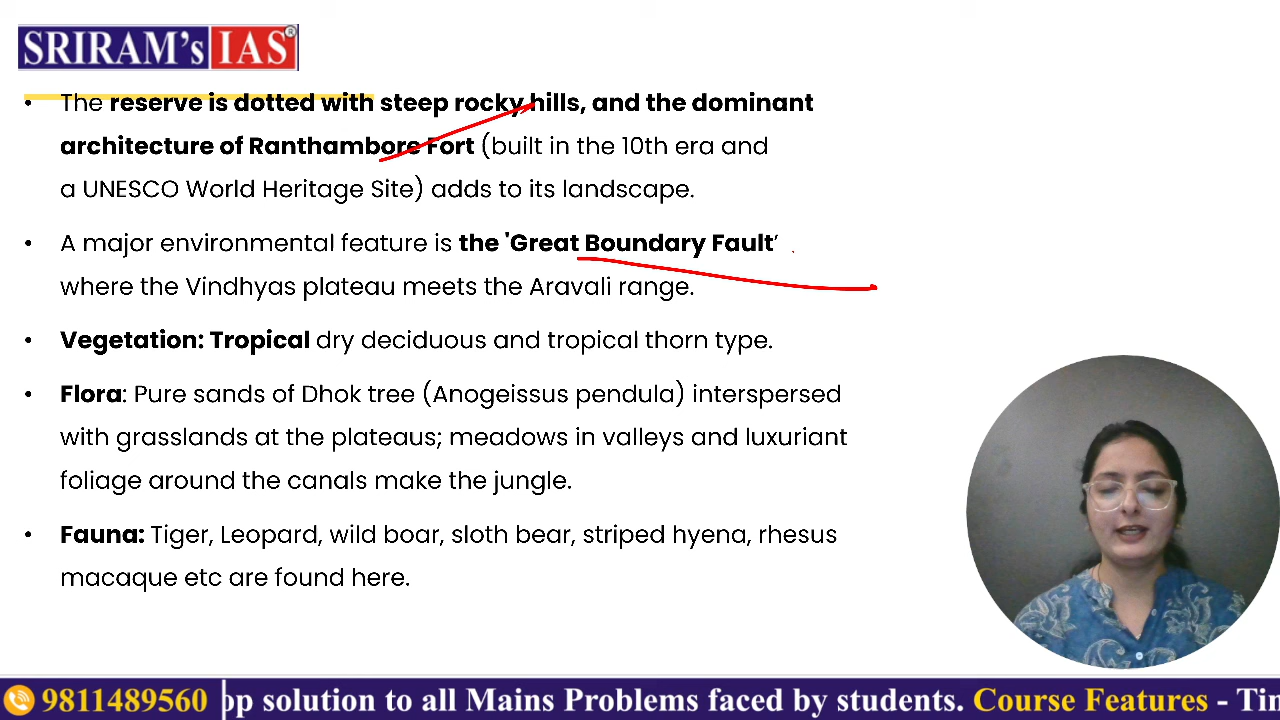 SRIRAM's IAS®
• The reserve is dotted with steep rocky hills, and the dominant
architecture of Ranthambore Fort (built in the 10th era and
a UNESCO World Heritage Site) adds to its landscape.
• A major environmental feature is the 'Great Boundary Fault’
where the Vindhyas plateau meets the Aravali range.
• Vegetation: Tropical dry deciduous and tropical thorn type.
• Flora: Pure sands of Dhok tree (Anogeissus pendula) interspersed
with grasslands at the plateaus; meadows in valleys and luxuriant
foliage around the canals make the jungle.
• Fauna: Tiger, Leopard, wild boar, sloth bear, striped hyena, rhesus
macaque etc are found here.
9811489560 op solution to all Mains Problems faced by students. Course Features - Tin